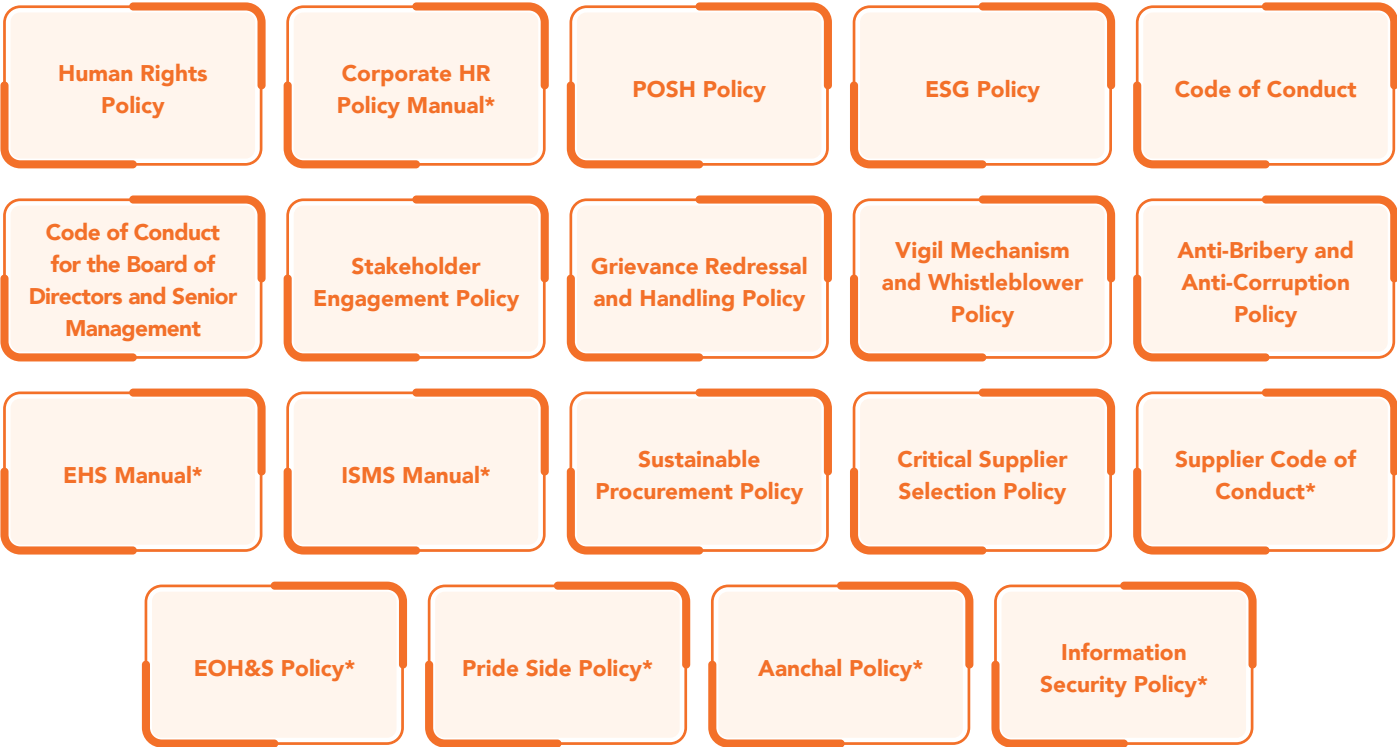 Human Rights
Policy
Corporate HR
Policy Manual*
POSH Policy
ESG Policy
Code of Conduct
Code of Conduct
for the Board of
Directors and Senior
Management
Stakeholder
Engagement Policy
Grievance Redressal
and Handling Policy
Vigil Mechanism
and Whistleblower
Policy
Anti-Bribery and
Anti-Corruption
Policy
EHS Manual*
ISMS Manual*
Sustainable
Procurement Policy
Critical Supplier
Selection Policy
Supplier Code of
Conduct*
EOH&S Policy*
Pride Side Policy*
Aanchal Policy*
Information
Security Policy*